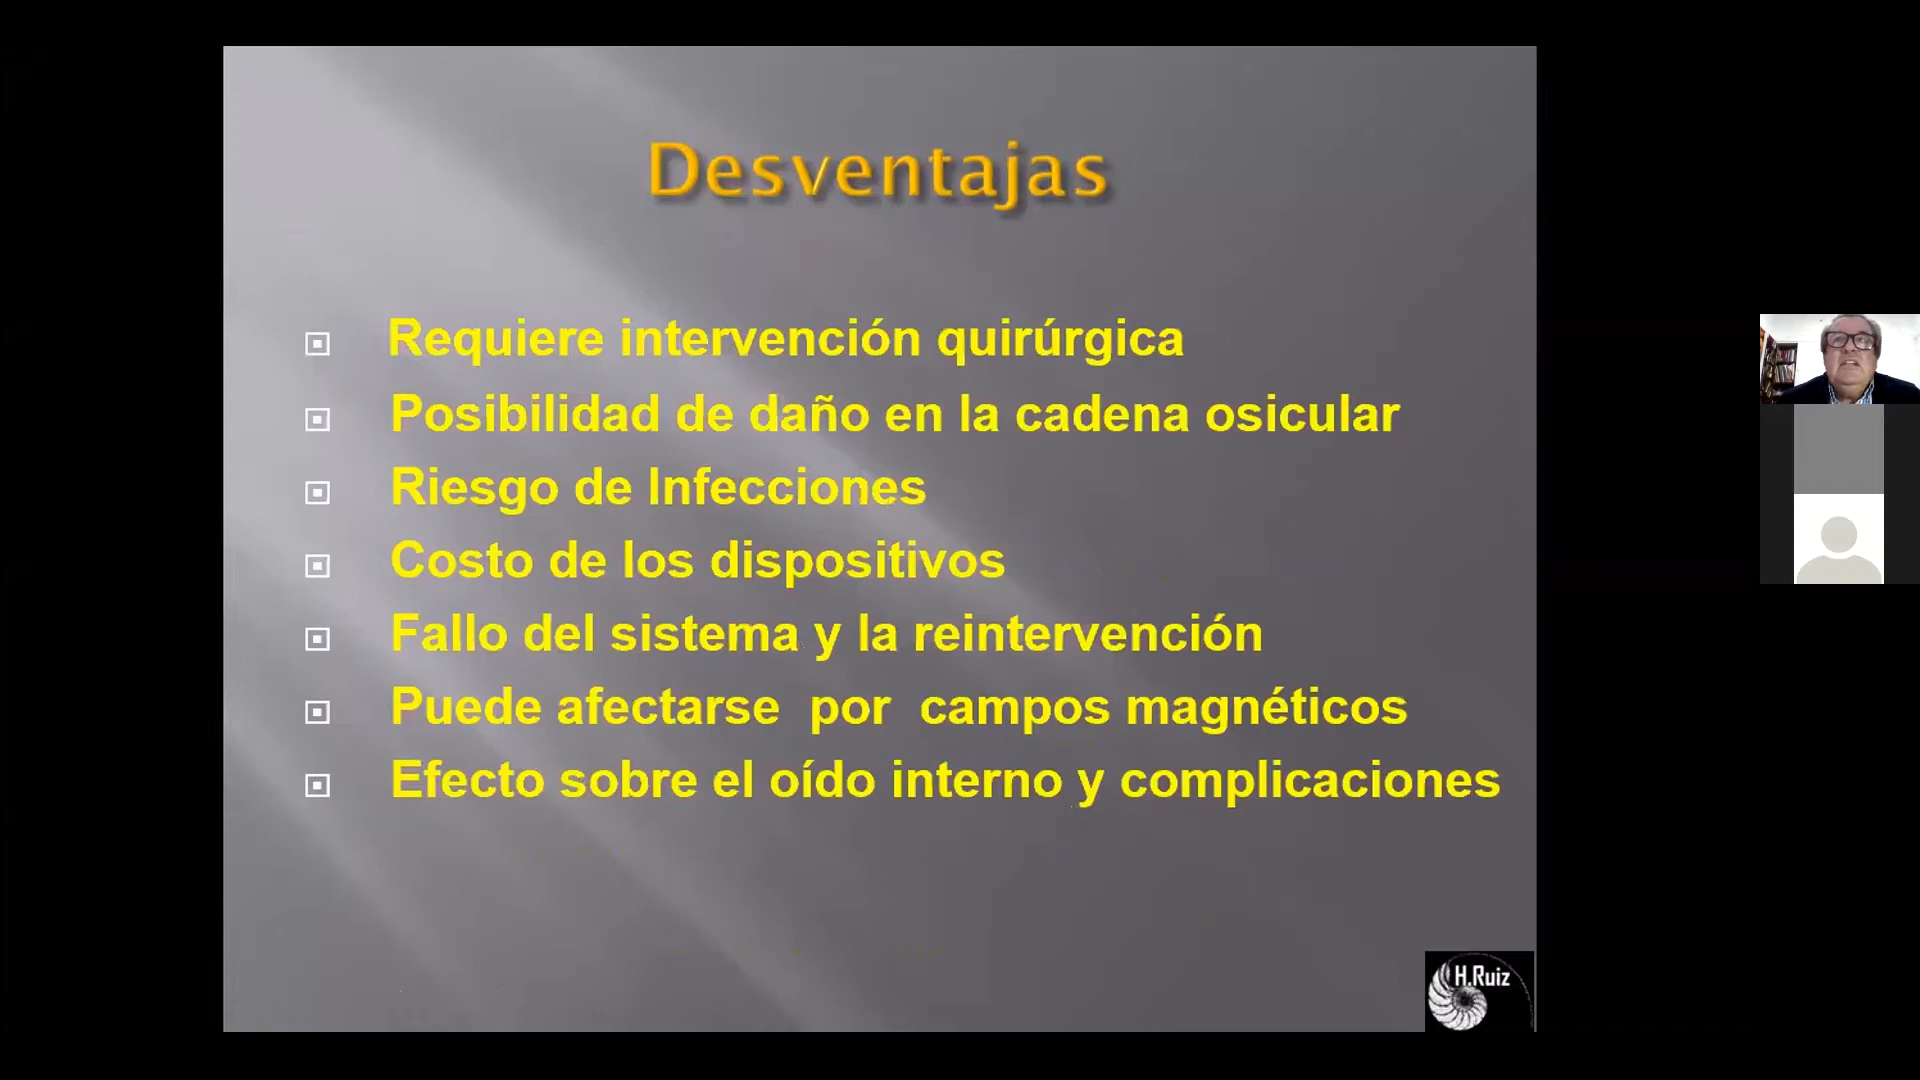 Desventajas
Requiere intervención quirúrgica
Posibilidad de daño en la cadena osicular
Riesgo de Infecciones
Costo de los dispositivos
Fallo del sistema y la reintervención
Puede afectarse por campos magnéticos
Efecto sobre el oído interno y complicaciones
H.Ruiz